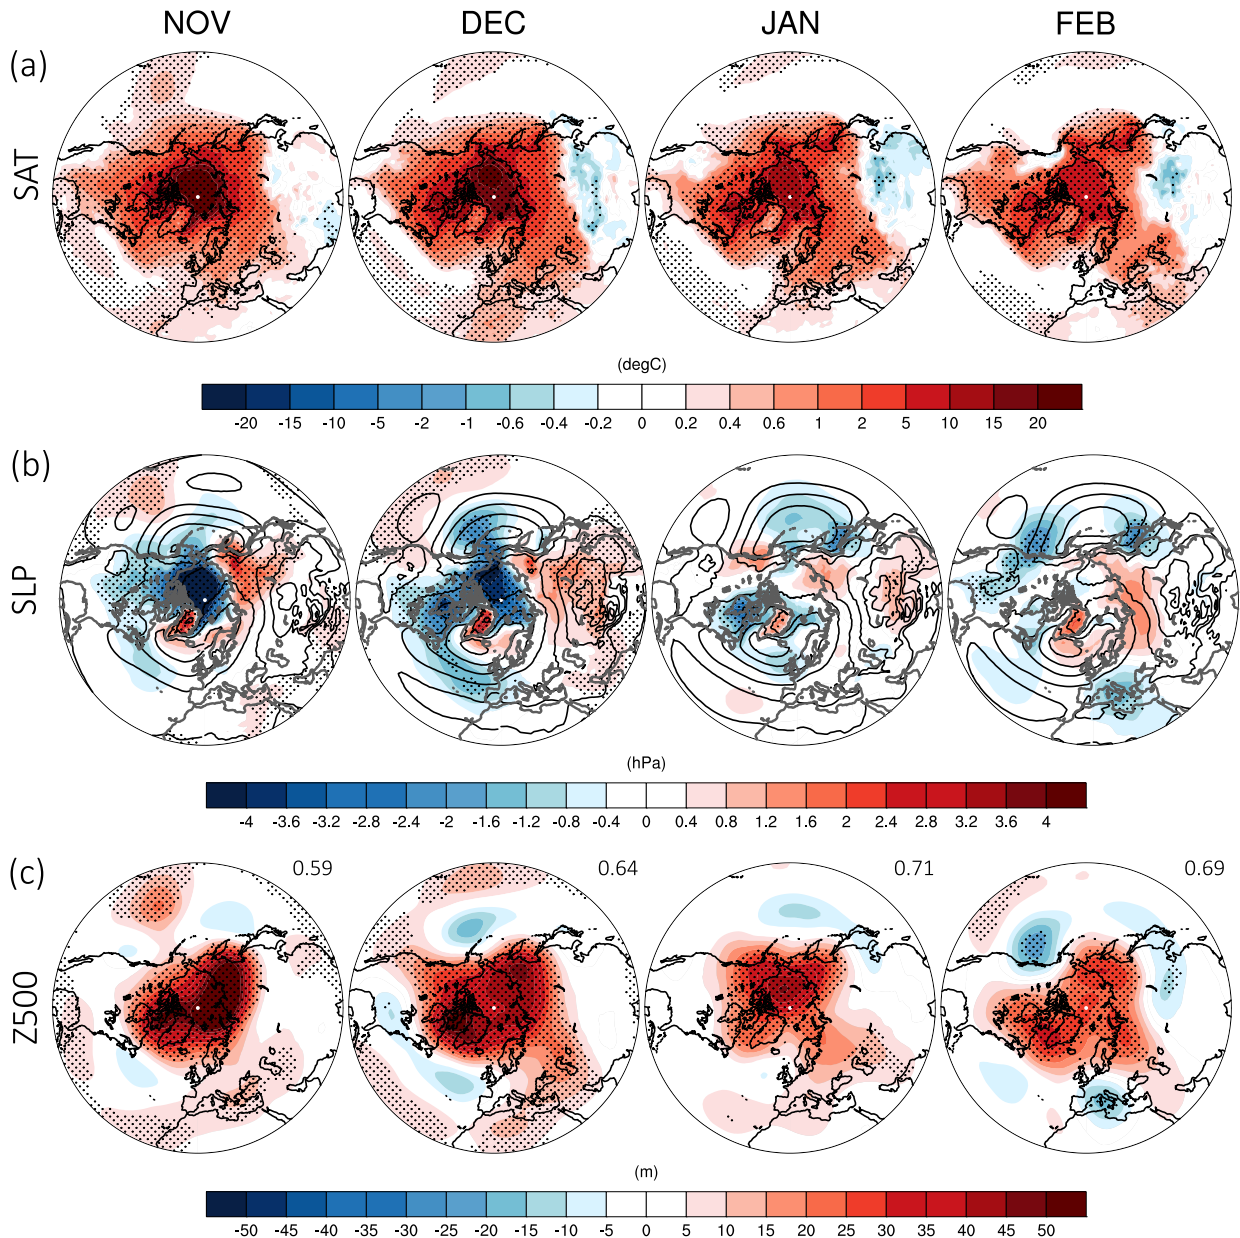 NOV DEC JAN FEB
(a)
SAT
(degC)
-20 -15 -10 -5 -2 -1 -0.6 -0.4 -0.2 0 0.2 0.4 0.6 1 2 5 10 15 20
(b)
SLP
(hPa)
-4 -3.6 -3.2 -2.8 -2.4 -2 -1.6 -1.2 -0.8 -0.4 0 0.4 0.8 1.2 1.6 2 2.4 2.8 3.2 3.6 4
(c) 0.59 0.64 0.71 0.69
Z500
(m)
-50 -45 -40 -35 -30 -25 -20 -15 -10 -5 0 5 10 15 20 25 30 35 40 45 50